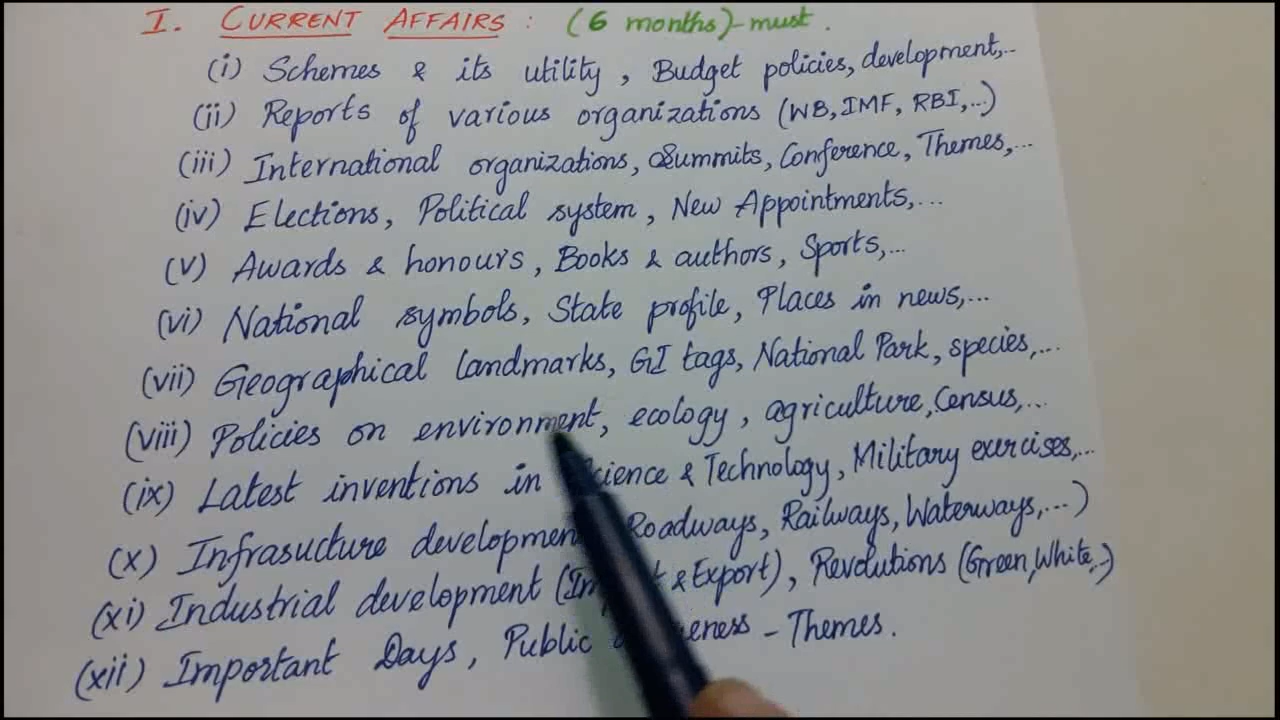 I. CURRENT AFFAIRS : (6 months)-must.
(i) Schemes & its utility, Budget policies, development,..
(ii) Reports of various organizations (WB, IMF, RBI,...)
(iii) International organizations, Summits, Conference, Themes,...
(iv) Elections, Political system, New Appointments,...
(v) Awards & honours, Books & authors, Sports,...
(vi) National symbols, State profile, Places in news,...
(vii) Geographical landmarks, GI tags, National Park, species,...
(viii) Policies on environment, ecology, agriculture, Census,...
(ix) Latest inventions in & Technology, Military exercises,...
(x) Infrasucture Roadways, Railways, Waterways,...)
(xi) Industrial development & Export), Revolutions (Green, White,..)
(xii) Important Days, Public - Themes.